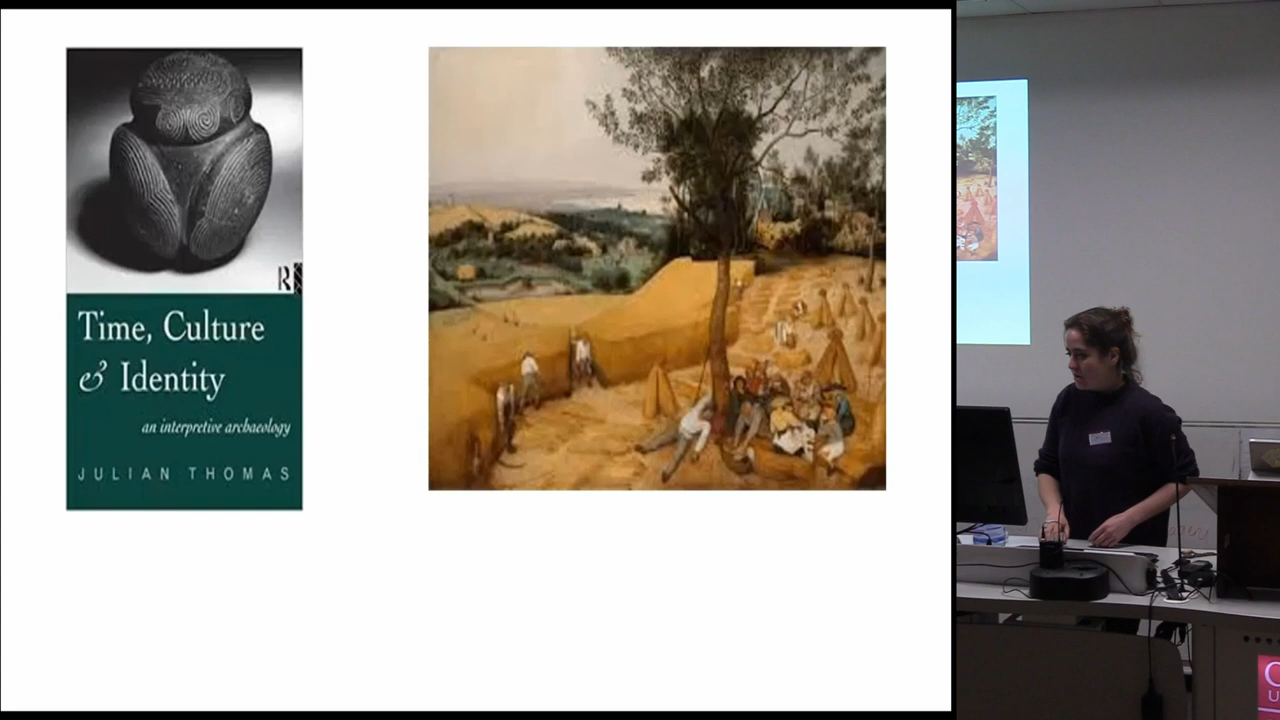 R
Time, Culture
& Identity
an interpretive archaeology
JULIAN THOMAS